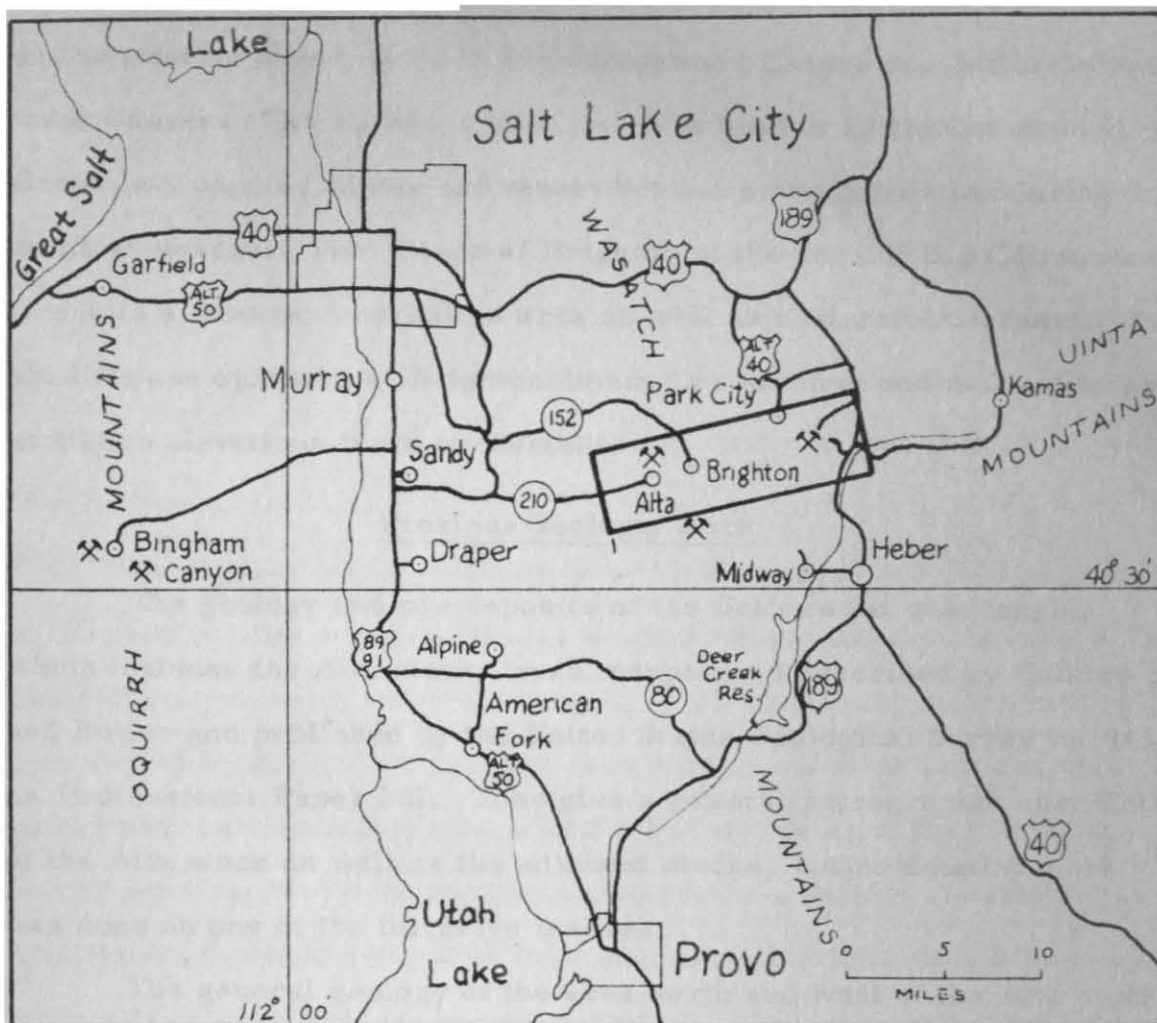 Lake
Salt Lake City
Great Salt
40
189
WASATCH
40
Garfield
ALT 50
MOUNTAINS
ALT 40
UINTA
MOUNTAINS
Murray
152
Park City
Kamas
Sandy
Brighton
210
Alta
Bingham
Canyon
Draper
Heber
Midway
40° 30'
OQUIRRH
89
91
Alpine
Deer
Creek
Res.
80
189
American
Fork
ALT 50
MOUNTAINS
40
Utah
Lake
Provo
0 5 10
MILES
112° 00'